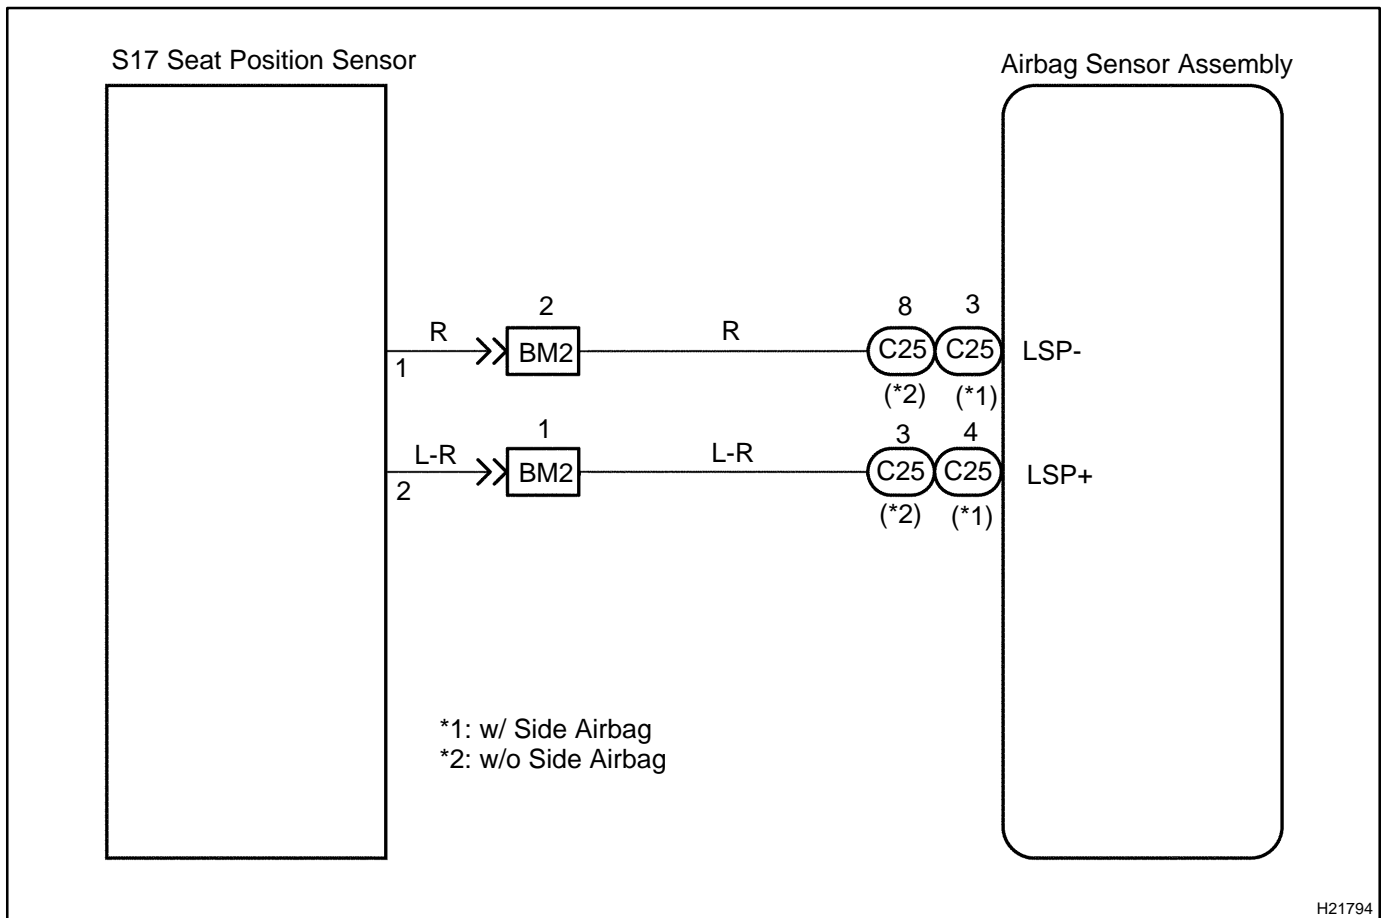 S17 Seat Position Sensor
Airbag Sensor Assembly
2
8
3
R
R
BM2
C25
C25
LSP-
1
(*2)
(*1)
1
3
4
L-R
L-R
BM2
C25
C25
LSP+
2
(*2)
(*1)
*1: w/ Side Airbag
*2: w/o Side Airbag
H21794